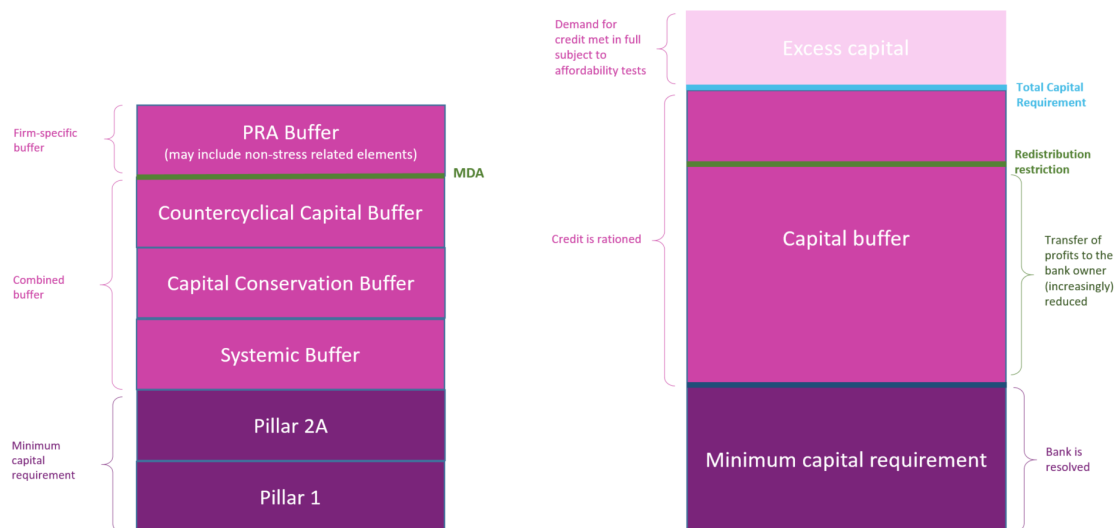 Firm-specific
buffer
PRA Buffer
(may include non-stress related elements)
MDA
Combined
buffer
Countercyclical Capital Buffer
Capital Conservation Buffer
Systemic Buffer
Minimum
capital
requirement
Pillar 2A
Pillar 1
Demand for
credit met in full
subject to
affordability tests
Excess capital
Total Capital
Requirement
Redistribution
restriction
Credit is rationed
Capital buffer
Transfer of
profits to the
bank owner
(increasingly)
reduced
Minimum capital requirement
Bank is
resolved